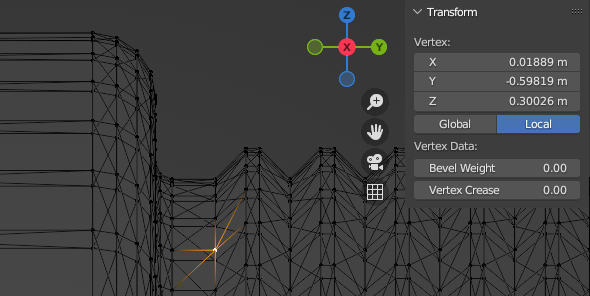 Transform
Z
X
Y
Vertex:
X 0.01889 m
Y -0.59819 m
Z 0.30026 m
Global Local
Vertex Data:
Bevel Weight 0.00
Vertex Crease 0.00